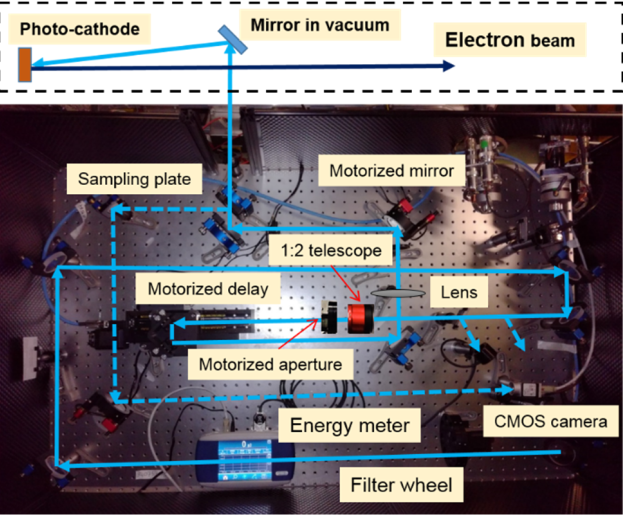 Photo-cathode
Mirror in vacuum
Electron beam
Sampling plate
Motorized mirror
1:2 telescope
Motorized delay
Lens
Motorized aperture
Energy meter
CMOS camera
Filter wheel